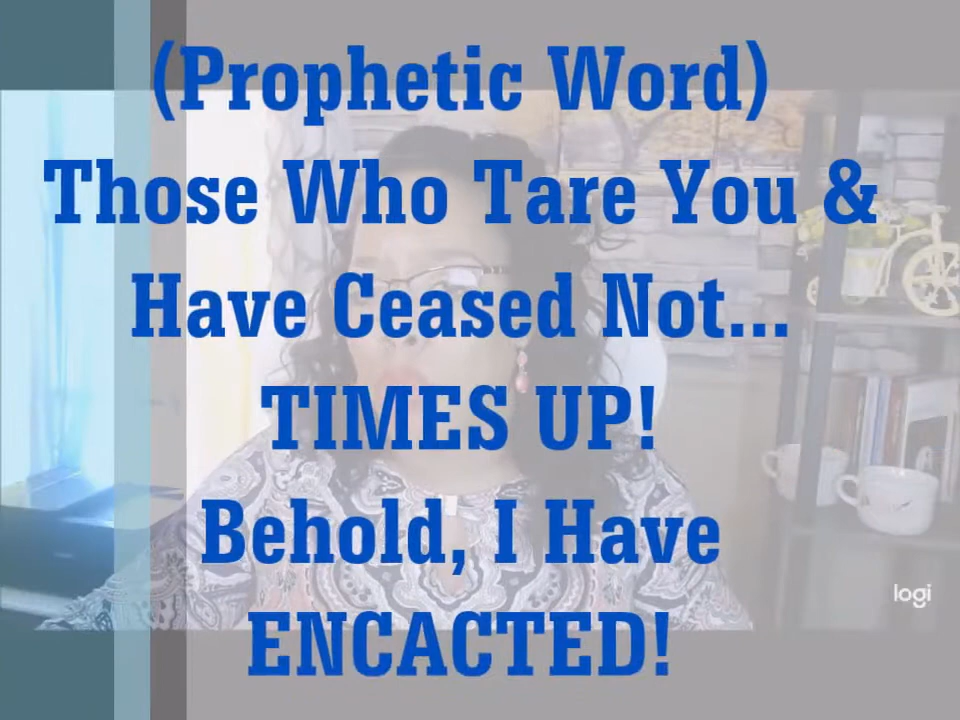 (Prophetic Word)
Those Who Tare You &
Have Ceased Not...
TIMES UP!
Behold, I Have
ENCACTED!
logi